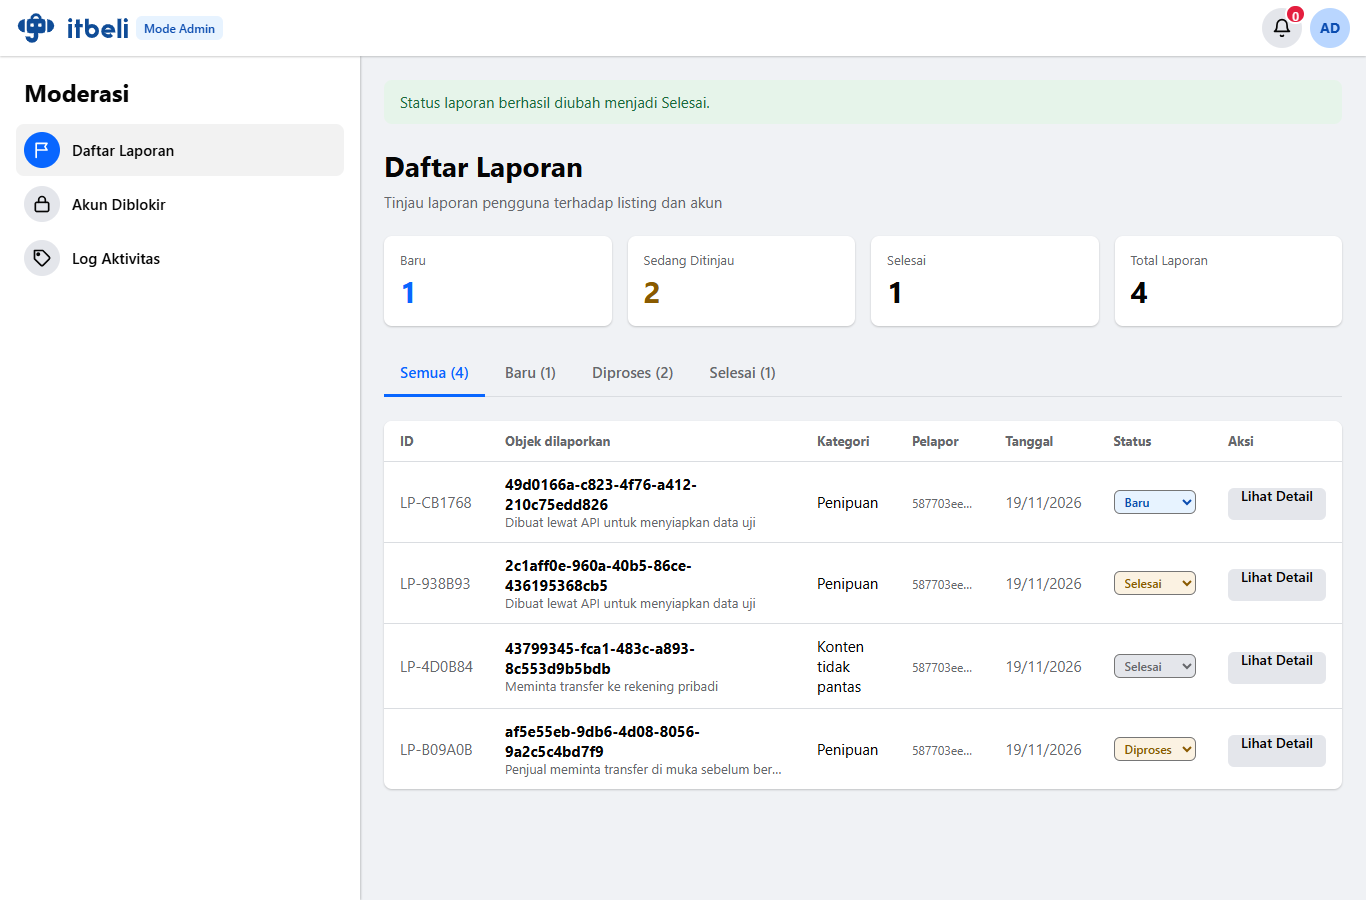 itbeli
Mode Admin
0
AD
Moderasi
Daftar Laporan
Akun Diblokir
Log Aktivitas
Status laporan berhasil diubah menjadi Selesai.
Daftar Laporan
Tinjau laporan pengguna terhadap listing dan akun
Baru
1
Sedang Ditinjau
2
Selesai
1
Total Laporan
4
Semua (4)
Baru (1)
Diproses (2)
Selesai (1)
ID
Objek dilaporkan
Kategori
Pelapor
Tanggal
Status
Aksi
LP-CB1768
49d0166a-c823-4f76-a412-
210c75edd826
Dibuat lewat API untuk menyiapkan data uji
Penipuan
587703ee...
19/11/2026
Baru
Lihat Detail
LP-938B93
2c1aff0e-960a-40b5-86ce-
436195368cb5
Dibuat lewat API untuk menyiapkan data uji
Penipuan
587703ee...
19/11/2026
Selesai
Lihat Detail
LP-4D0B84
43799345-fca1-483c-a893-
8c553d9b5bdb
Meminta transfer ke rekening pribadi
Konten
tidak
pantas
587703ee...
19/11/2026
Selesai
Lihat Detail
LP-B09A0B
af5e55eb-9db6-4d08-8056-
9a2c5c4bd7f9
Penjual meminta transfer di muka sebelum ber...
Penipuan
587703ee...
19/11/2026
Diproses
Lihat Detail